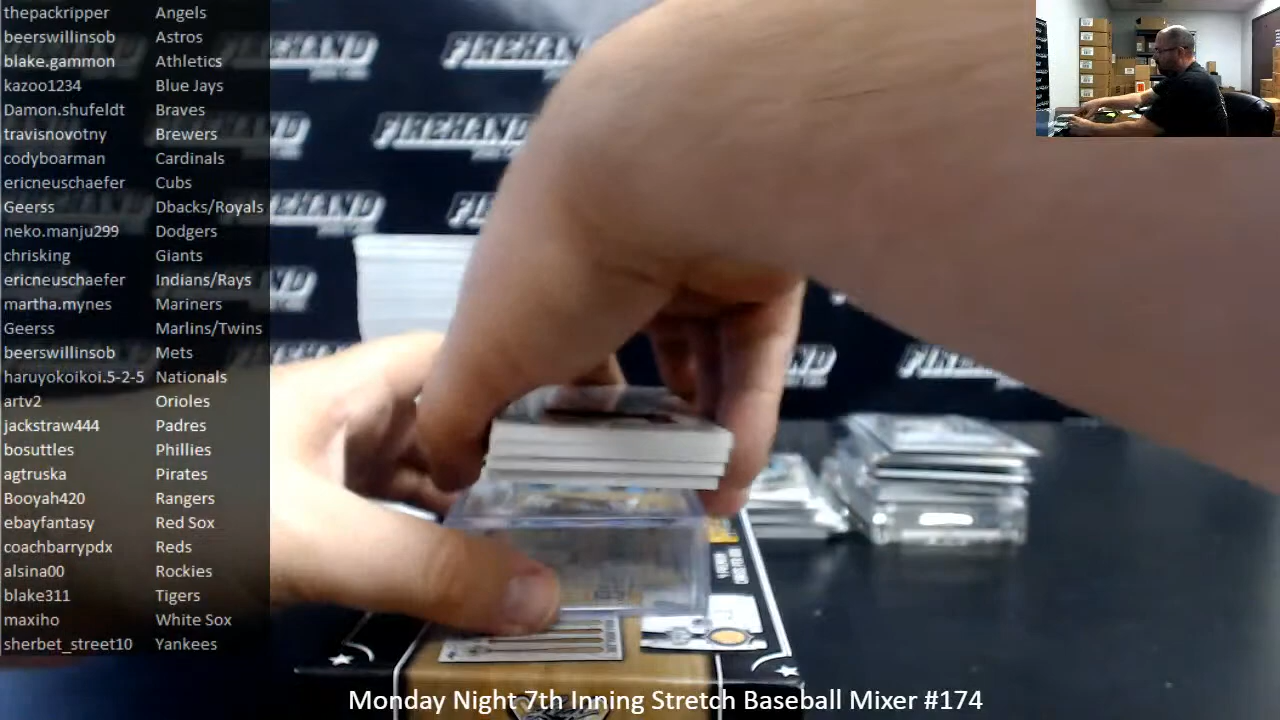 thepackripper Angels
beerswillinsob Astros
blake.gammon Athletics
kazoo1234 Blue Jays
Damon.shufeldt Braves
travisnovotny Brewers
codyboarman Cardinals
ericneuschaefer Cubs
Geerss Dbacks/Royals
neko.manju299 Dodgers
chrisking Giants
ericneuschaefer Indians/Rays
martha.mynes Mariners
Geerss Marlins/Twins
beerswillinsob Mets
haruyokoikoi.5-2-5 Nationals
artv2 Orioles
jackstraw444 Padres
bosuttles Phillies
agtruska Pirates
Booyah420 Rangers
ebayfantasy Red Sox
coachbarrypdx Reds
alsina00 Rockies
blake311 Tigers
maxiho White Sox
sherbet_street10 Yankees
FIREHAND
FIREHAND
FIREHAND
FIREHAND
Monday Night 7th Inning Stretch Baseball Mixer #174